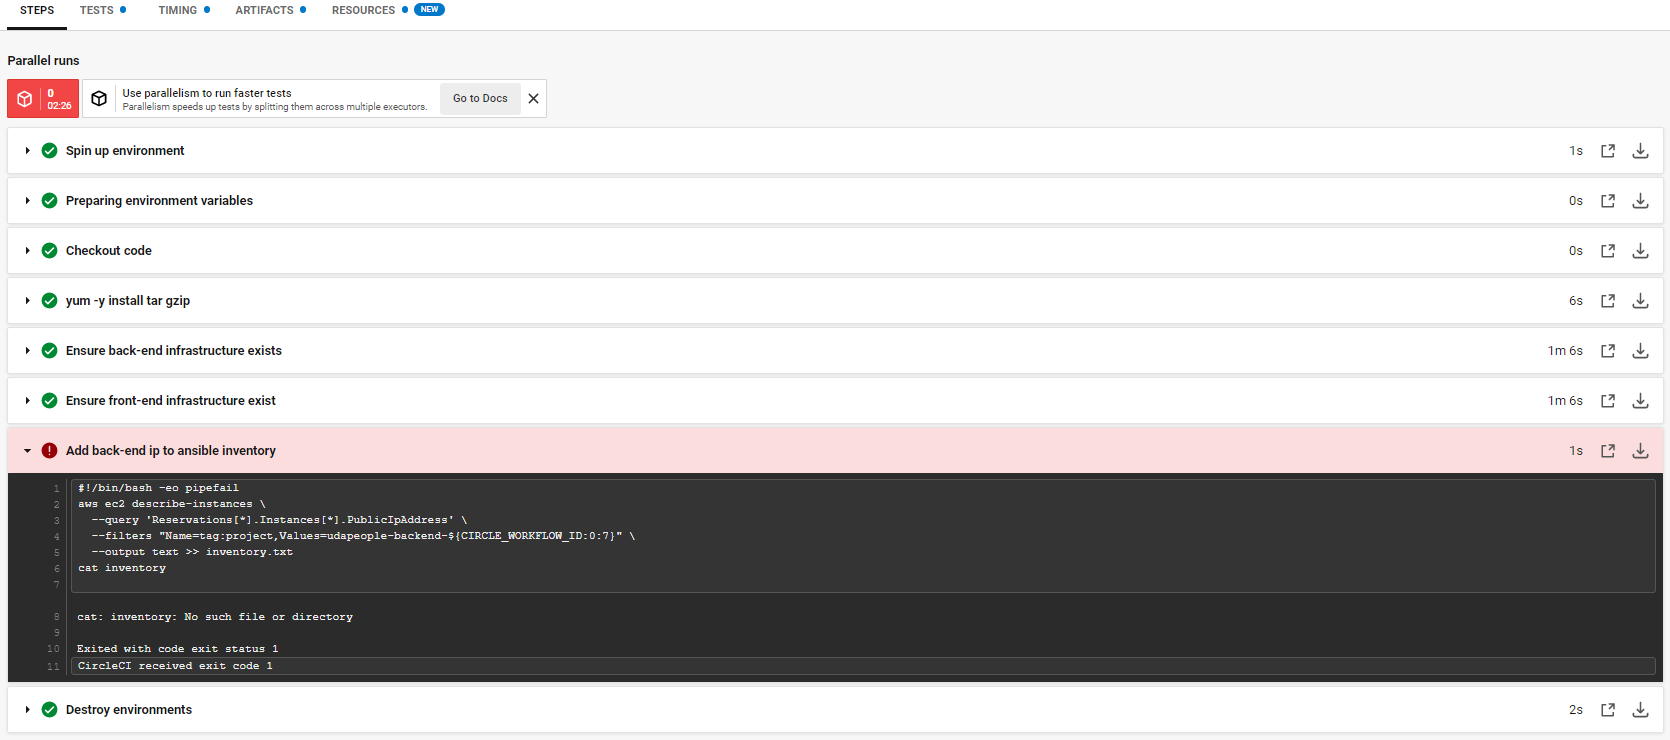 STEPS TESTS TIMING ARTIFACTS RESOURCES NEW
Parallel runs
0
02:26
Use parallelism to run faster tests
Parallelism speeds up tests by splitting them across multiple executors.
Go to Docs
Spin up environment 1s
Preparing environment variables 0s
Checkout code 0s
yum -y install tar gzip 6s
Ensure back-end infrastructure exists 1m 6s
Ensure front-end infrastructure exist 1m 6s
Add back-end ip to ansible inventory 1s
1 #!/bin/bash -eo pipefail
2 aws ec2 describe-instances \
3 --query 'Reservations[*].Instances[*].PublicIpAddress' \
4 --filters "Name=tag:project,Values=udapeople-backend-${CIRCLE_WORKFLOW_ID:0:7}" \
5 --output text >> inventory.txt
6 cat inventory
7
8 cat: inventory: No such file or directory
9
10 Exited with code exit status 1
11 CircleCI received exit code 1
Destroy environments 2s